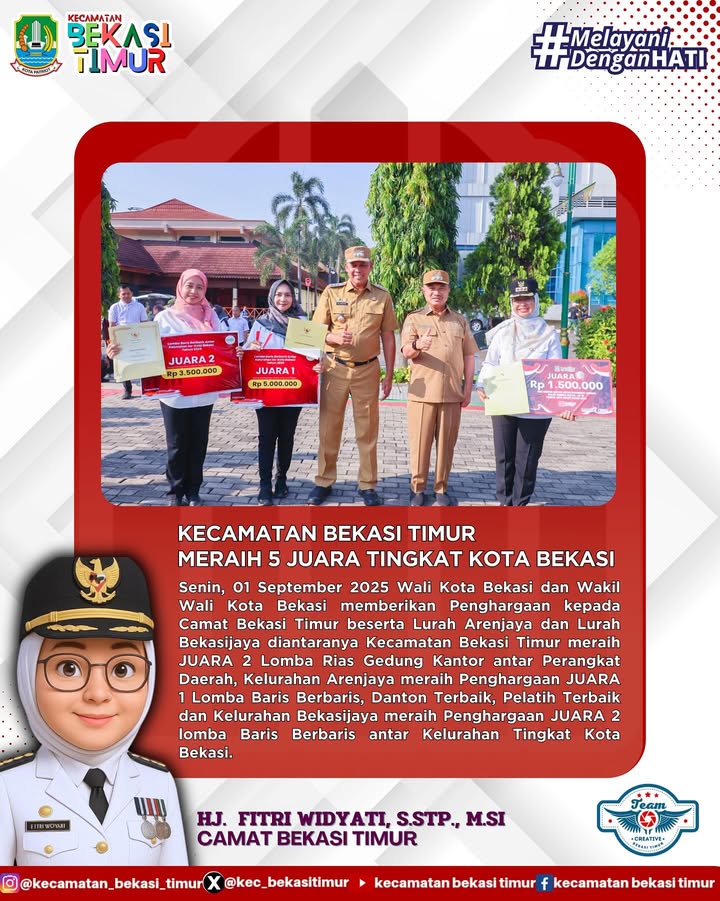 KECAMATAN
BEKASI
TIMUR
KOTA PATRIOT
#Melayani
DenganHATI
JUARA 2
Rp 3.500.000
JUARA 1
Rp 5.000.000
JUARA
Rp 1.500.000
KECAMATAN BEKASI TIMUR
MERAIH 5 JUARA TINGKAT KOTA BEKASI
Senin, 01 September 2025 Wali Kota Bekasi dan Wakil
Wali Kota Bekasi memberikan Penghargaan kepada
Camat Bekasi Timur beserta Lurah Arenjaya dan Lurah
Bekasijaya diantaranya Kecamatan Bekasi Timur meraih
JUARA 2 Lomba Rias Gedung Kantor antar Perangkat
Daerah, Kelurahan Arenjaya meraih Penghargaan JUARA
1 Lomba Baris Berbaris, Danton Terbaik, Pelatih Terbaik
dan Kelurahan Bekasijaya meraih Penghargaan JUARA 2
lomba Baris Berbaris antar Kelurahan Tingkat Kota
Bekasi.
HJ. FITRI WIDYATI, S.STP., M.SI
CAMAT BEKASI TIMUR
Team
CREATIVE
BEKASI TIMUR
@kecamatan_bekasi_timur @kec_bekasitimur kecamatan bekasi timur kecamatan bekasi timur